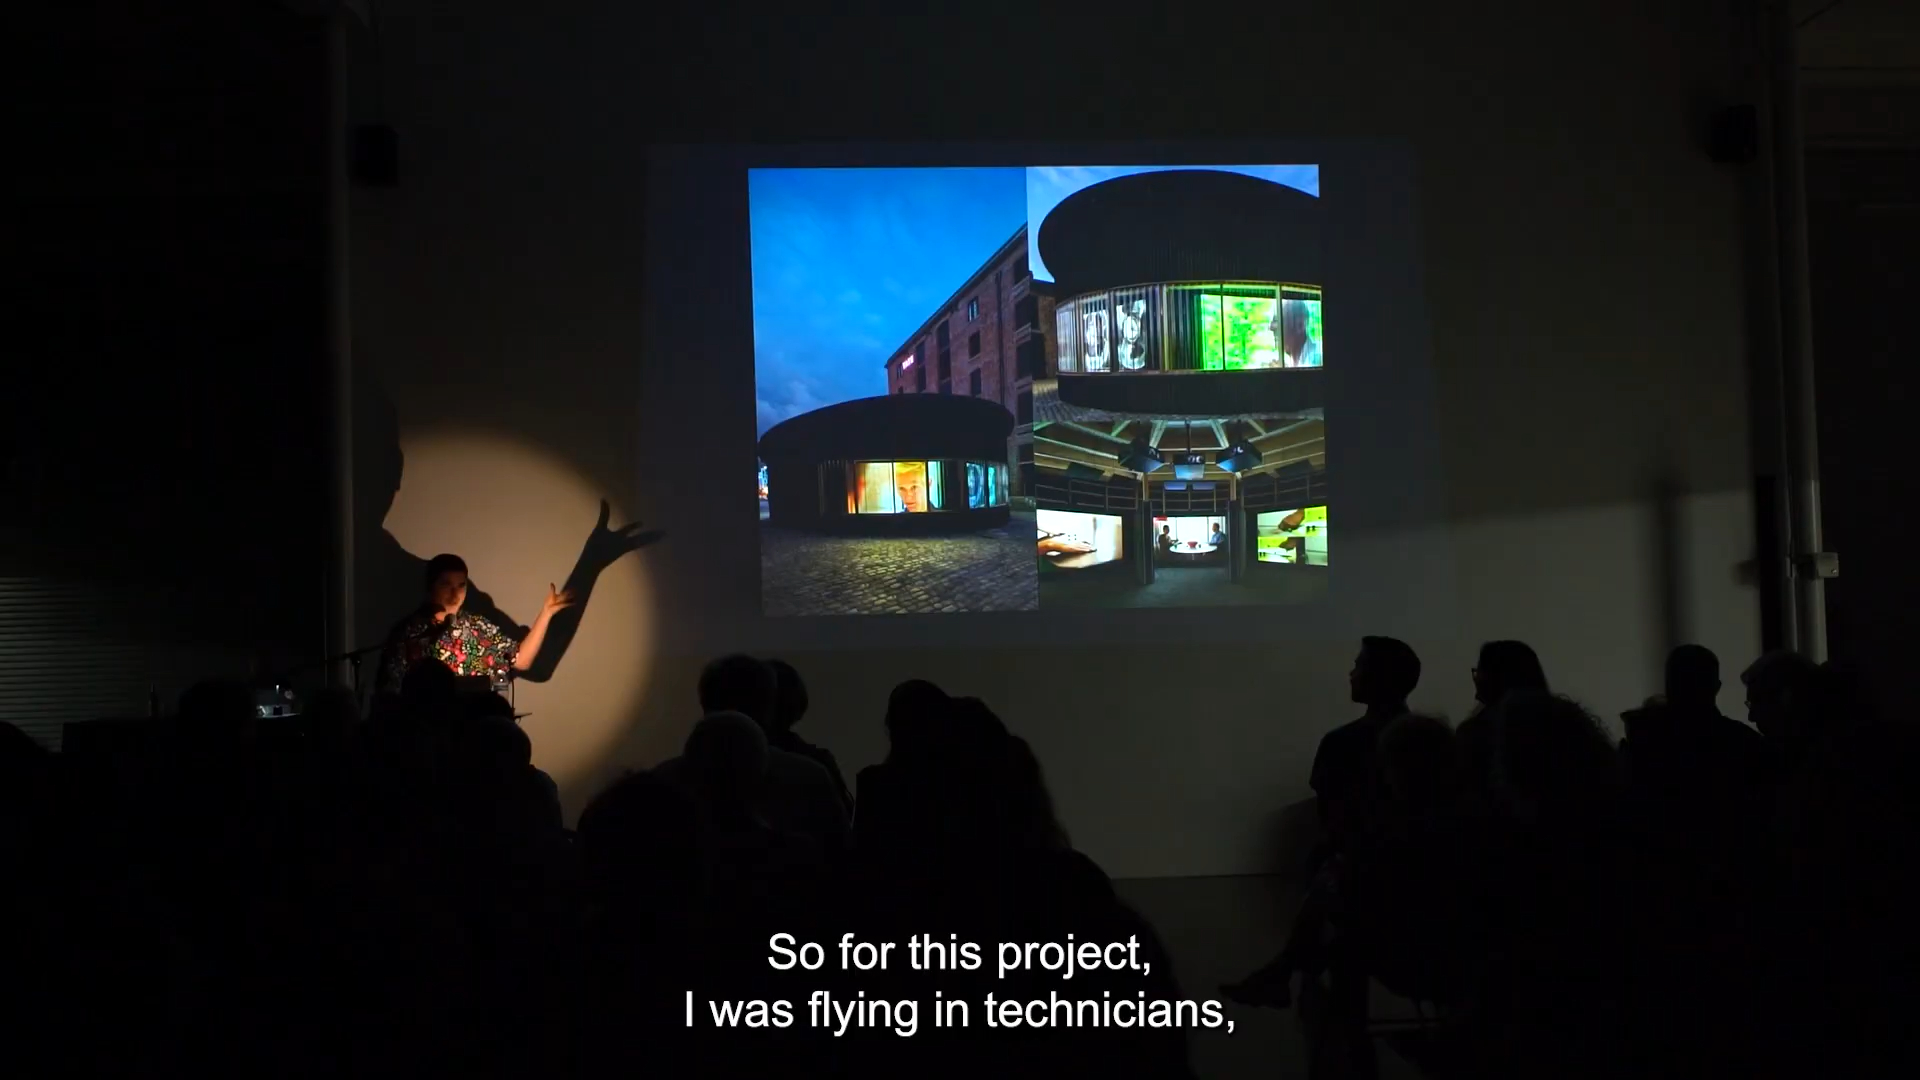 So for this project,
I was flying in technicians,